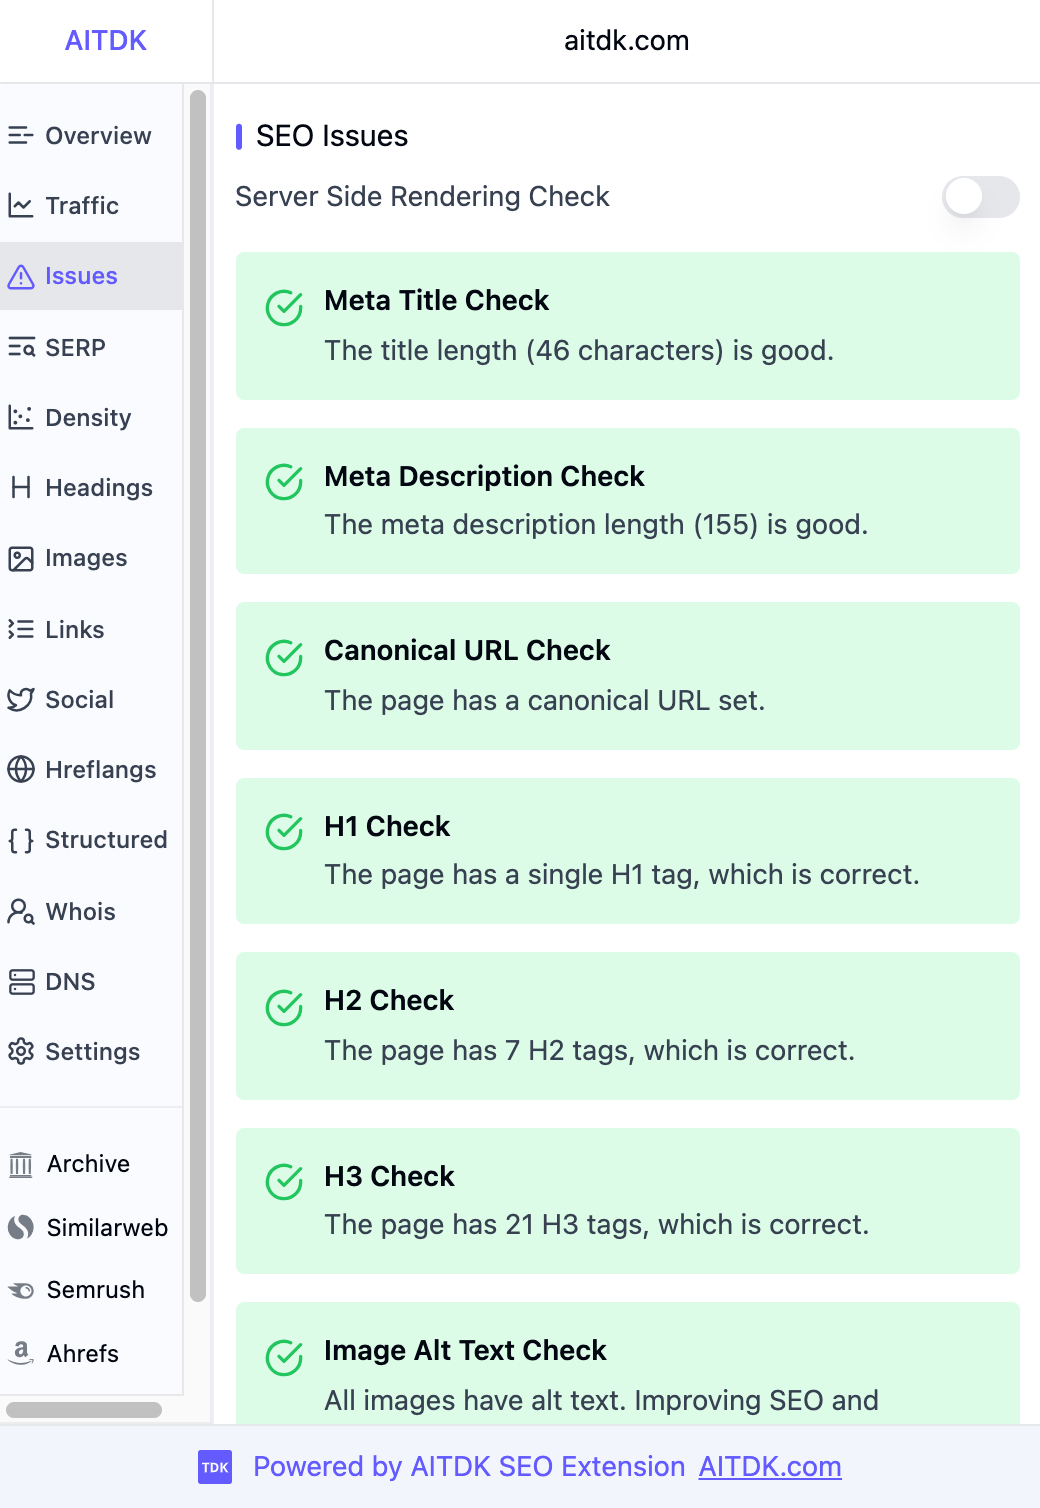 AITDK
aitdk.com
Overview
Traffic
Issues
SERP
Density
Headings
Images
Links
Social
Hreflangs
Structured
Whois
DNS
Settings
Archive
Similarweb
Semrush
Ahrefs
SEO Issues
Server Side Rendering Check
Meta Title Check
The title length (46 characters) is good.
Meta Description Check
The meta description length (155) is good.
Canonical URL Check
The page has a canonical URL set.
H1 Check
The page has a single H1 tag, which is correct.
H2 Check
The page has 7 H2 tags, which is correct.
H3 Check
The page has 21 H3 tags, which is correct.
Image Alt Text Check
All images have alt text. Improving SEO and
TDK Powered by AITDK SEO Extension AITDK.com